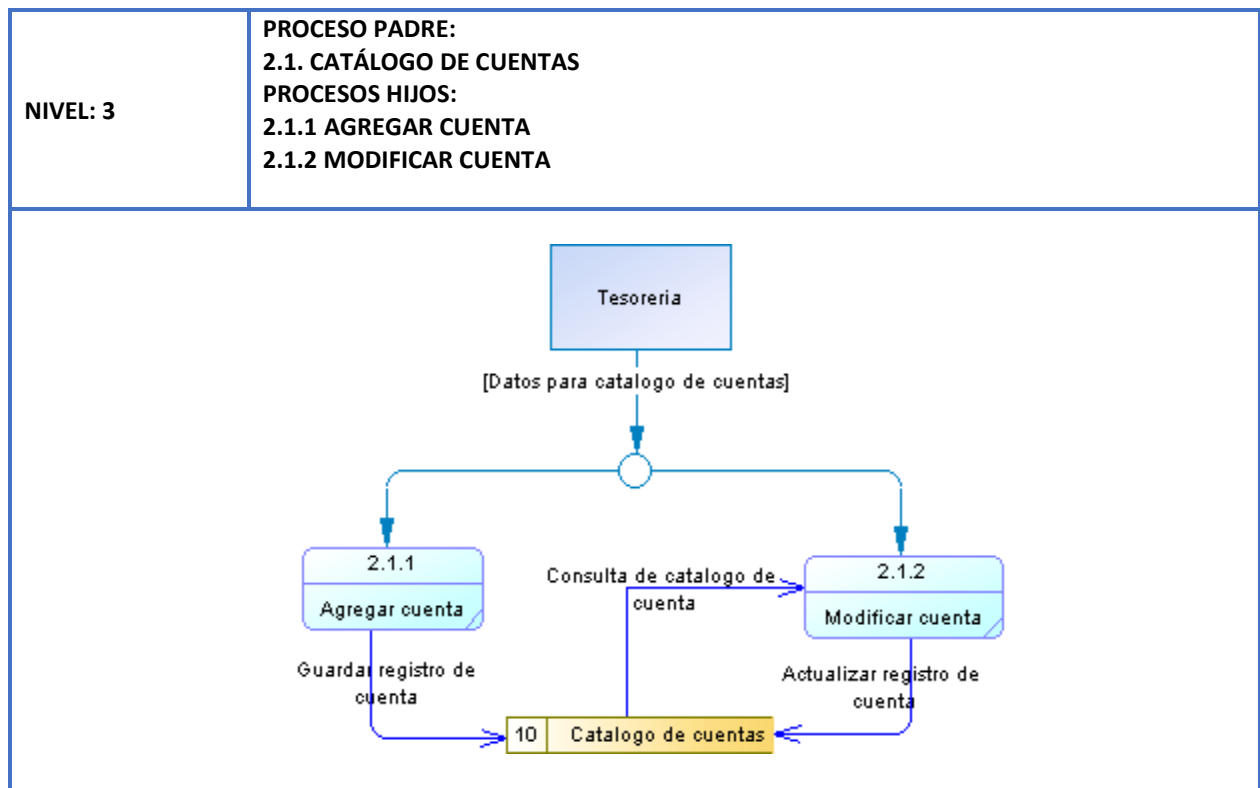 NIVEL: 3
PROCESO PADRE:
2.1. CATÁLOGO DE CUENTAS
PROCESOS HIJOS:
2.1.1 AGREGAR CUENTA
2.1.2 MODIFICAR CUENTA
Tesoreria
[Datos para catalogo de cuentas]
2.1.1
Agregar cuenta
Consulta de catalogo de
cuenta
2.1.2
Modificar cuenta
Guardar registro de
cuenta
Actualizar registro de
cuenta
10 Catalogo de cuentas